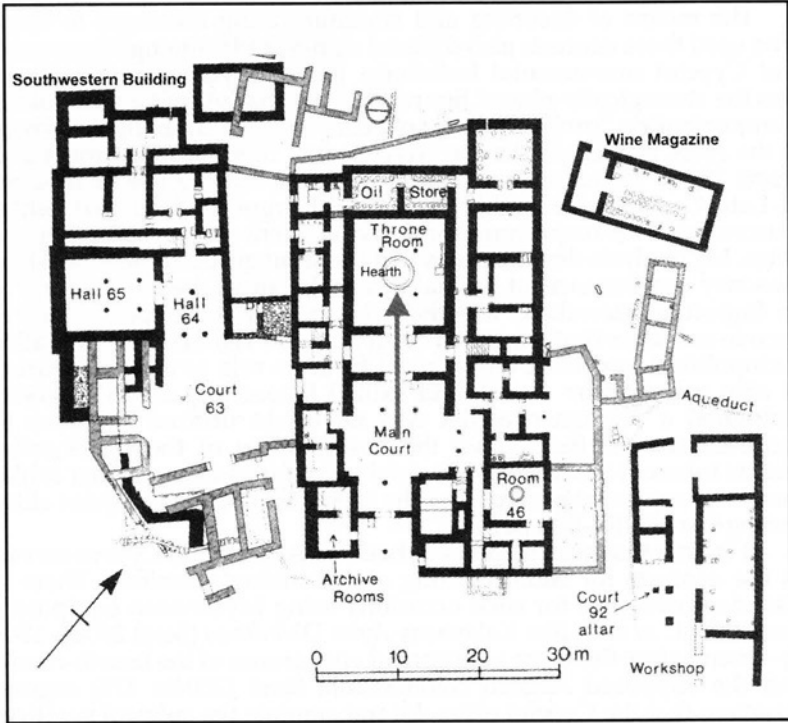 Southwestern Building
Wine Magazine
Oil Store
Throne
Room
Hearth
Hall 65
Hall
64
Court
63
Main
Court
Aqueduct
Room
46
Archive
Rooms
Court
92
altar
Workshop
0 10 20 30 m